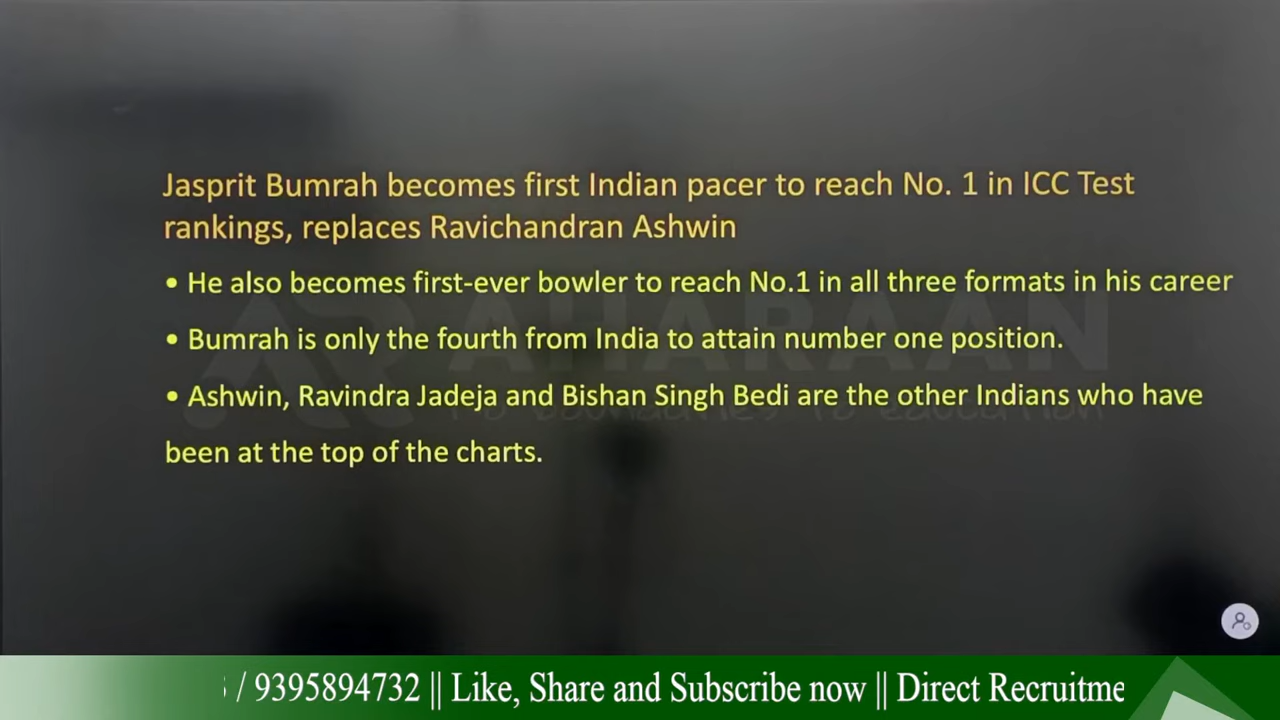 Jasprit Bumrah becomes first Indian pacer to reach No. 1 in ICC Test
rankings, replaces Ravichandran Ashwin
• He also becomes first-ever bowler to reach No.1 in all three formats in his career
• Bumrah is only the fourth from India to attain number one position.
• Ashwin, Ravindra Jadeja and Bishan Singh Bedi are the other Indians who have
been at the top of the charts.
AHARAAN
to education
/ 9395894732 || Like, Share and Subscribe now || Direct Recruitme